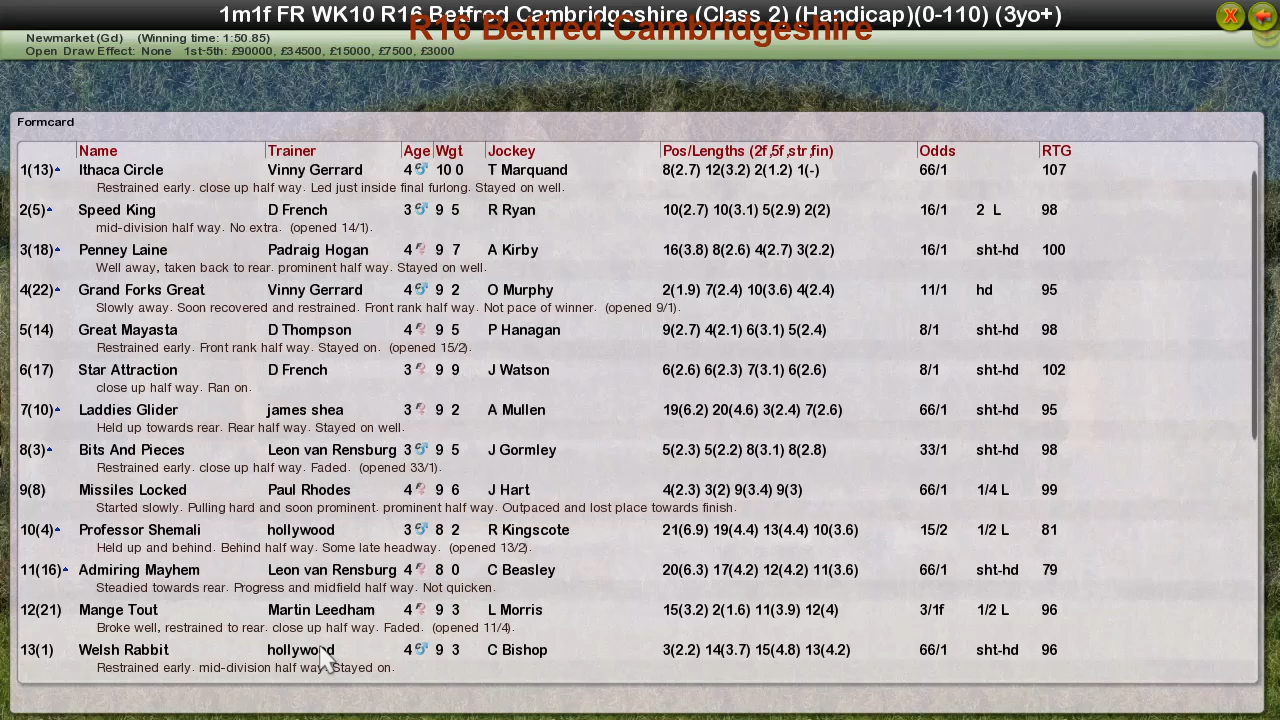 1m1f FR WK10 R16 Betfred Cambridgeshire (Class 2) (Handicap)(0-110) (3yo+)
R16 Betfred Cambridgeshire
Newmarket (Gd) (Winning time: 1:50.85)
Open Draw Effect: None 1st-5th: £90000, £34500, £15000, £7500, £3000
Formcard
Name Trainer Age Wgt Jockey Pos/Lengths (2f,5f,str,fin) Odds RTG
1(13) Ithaca Circle Vinny Gerrard 4 10 0 T Marquand 8(2.7) 12(3.2) 2(1.2) 1(-) 66/1 107
Restrained early. close up half way. Led just inside final furlong. Stayed on well.
2(5) Speed King D French 3 9 5 R Ryan 10(2.7) 10(3.1) 5(2.9) 2(2) 16/1 2 L 98
mid-division half way. No extra. (opened 14/1).
3(18) Penney Laine Padraig Hogan 4 9 7 A Kirby 16(3.8) 8(2.6) 4(2.7) 3(2.2) 16/1 sht-hd 100
Well away, taken back to rear. prominent half way. Stayed on well.
4(22) Grand Forks Great Vinny Gerrard 4 9 2 O Murphy 2(1.9) 7(2.4) 10(3.6) 4(2.4) 11/1 hd 95
Slowly away. Soon recovered and restrained. Front rank half way. Not pace of winner. (opened 9/1).
5(14) Great Mayasta D Thompson 4 9 5 P Hanagan 9(2.7) 4(2.1) 6(3.1) 5(2.4) 8/1 sht-hd 98
Restrained early. Front rank half way. Stayed on. (opened 15/2).
6(17) Star Attraction D French 3 9 9 J Watson 6(2.6) 6(2.3) 7(3.1) 6(2.6) 8/1 sht-hd 102
close up half way. Ran on.
7(10) Laddies Glider james shea 3 9 2 A Mullen 19(6.2) 20(4.6) 3(2.4) 7(2.6) 66/1 sht-hd 95
Held up towards rear. Rear half way. Stayed on well.
8(3) Bits And Pieces Leon van Rensburg 3 9 5 J Gormley 5(2.3) 5(2.2) 8(3.1) 8(2.8) 33/1 sht-hd 98
Restrained early. close up half way. Faded. (opened 33/1).
9(8) Missiles Locked Paul Rhodes 4 9 6 J Hart 4(2.3) 3(2) 9(3.4) 9(3) 66/1 1/4 L 99
Started slowly. Pulling hard and soon prominent. prominent half way. Outpaced and lost place towards finish.
10(4) Professor Shemali hollywood 3 8 2 R Kingscote 21(6.9) 19(4.4) 13(4.4) 10(3.6) 15/2 1/2 L 81
Held up and behind. Behind half way. Some late headway. (opened 13/2).
11(16) Admiring Mayhem Leon van Rensburg 4 8 0 C Beasley 20(6.3) 17(4.2) 12(4.2) 11(3.6) 66/1 sht-hd 79
Steadied towards rear. Progress and midfield half way. Not quicken.
12(21) Mange Tout Martin Leedham 4 9 3 L Morris 15(3.2) 2(1.6) 11(3.9) 12(4) 3/1f 1/2 L 96
Broke well, restrained to rear. close up half way. Faded. (opened 11/4).
13(1) Welsh Rabbit hollywood 4 9 3 C Bishop 3(2.2) 14(3.7) 15(4.8) 13(4.2) 66/1 sht-hd 96
Restrained early. mid-division half way. Stayed on.